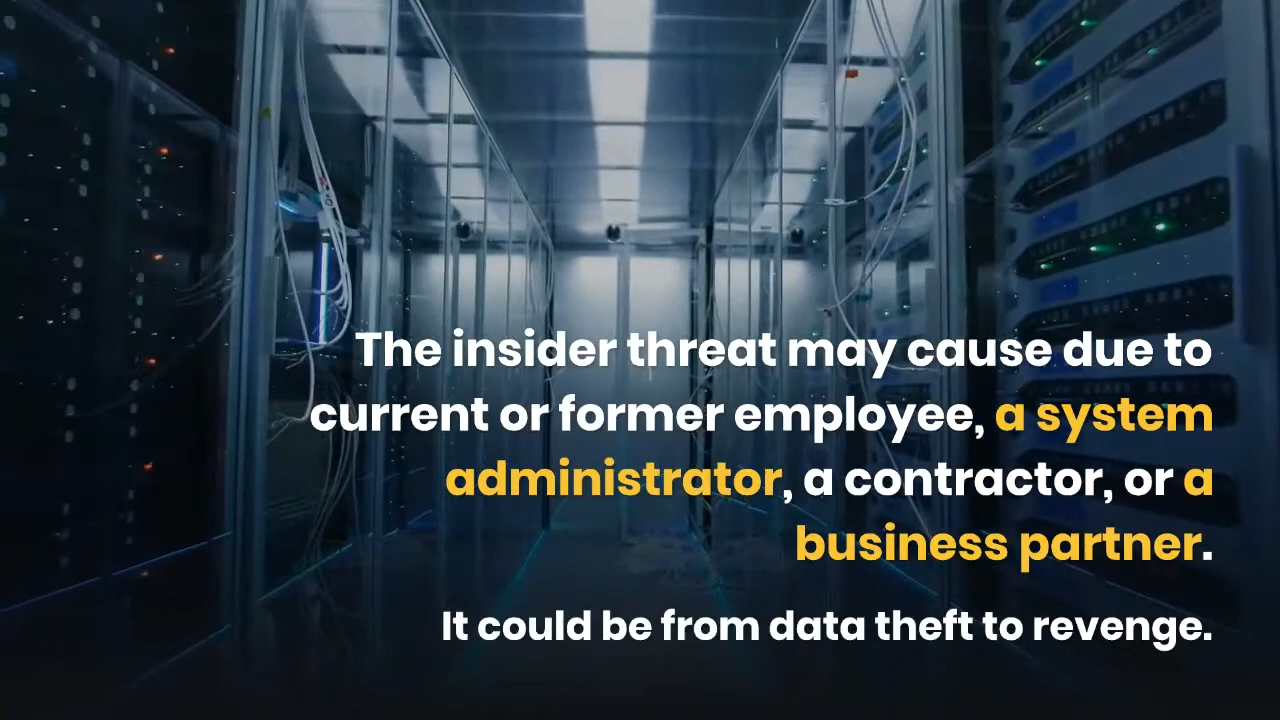 The insider threat may cause due to
current or former employee, a system
administrator, a contractor, or a
business partner.
It could be from data theft to revenge.